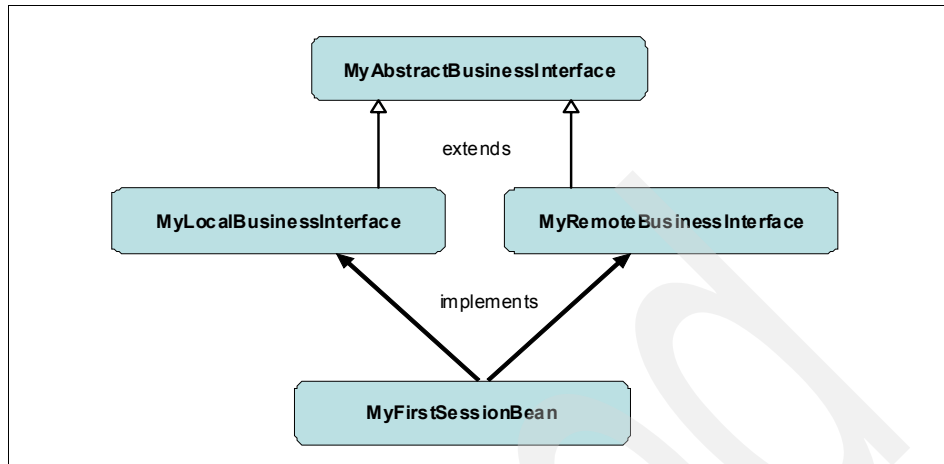 MyAbstractBusinessInterface
extends
MyLocalBusinessInterface
MyRemoteBusinessInterface
implements
MyFirstSessionBean